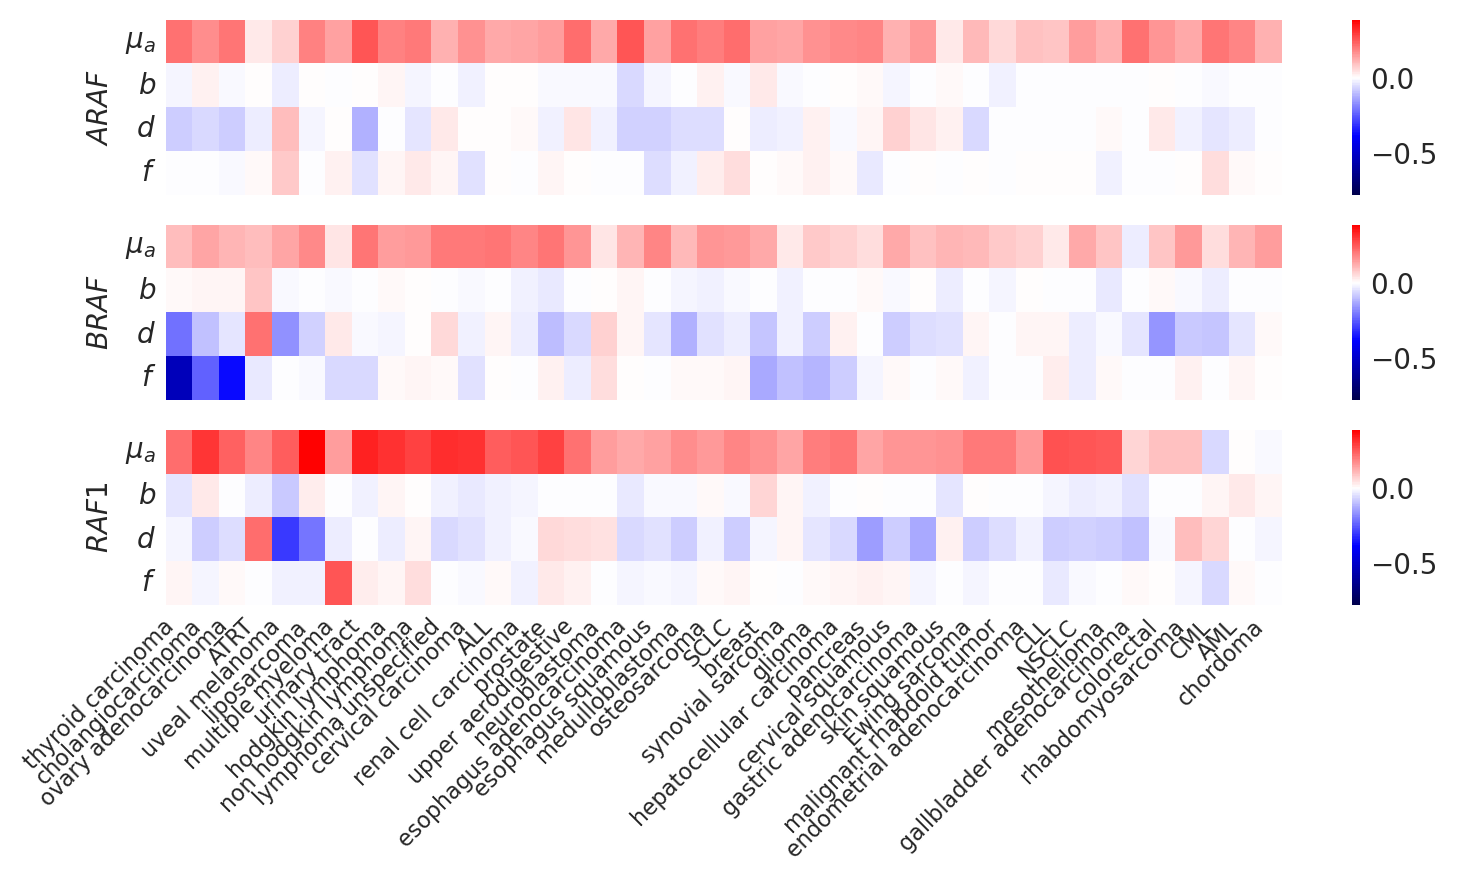 ARAF
μa
b
d
f
0.0
−0.5
BRAF
μa
b
d
f
0.0
−0.5
RAF1
μa
b
d
f
0.0
−0.5
thyroid carcinoma
cholangiocarcinoma
ovary adenocarcinoma
AIRT
uveal melanoma
liposarcoma
multiple myeloma
urinary tract
hodgkin lymphoma
non hodgkin lymphoma
lymphoma unspecified
cervical carcinoma
ALL
renal cell carcinoma
prostate
upper aerodigestive
neuroblastoma
esophagus adenocarcinoma
esophagus squamous
medulloblastoma
osteosarcoma
SCLC
breast
synovial sarcoma
glioma
hepatocellular carcinoma
pancreas
cervical squamous
gastric adenocarcinoma
skin squamous
Ewing sarcoma
malignant rhabdoid tumor
endometrial adenocarcinoma
CLL
NSCLC
mesothelioma
gallbladder adenocarcinoma
colorectal
rhabdomyosarcoma
CML
AML
chordoma